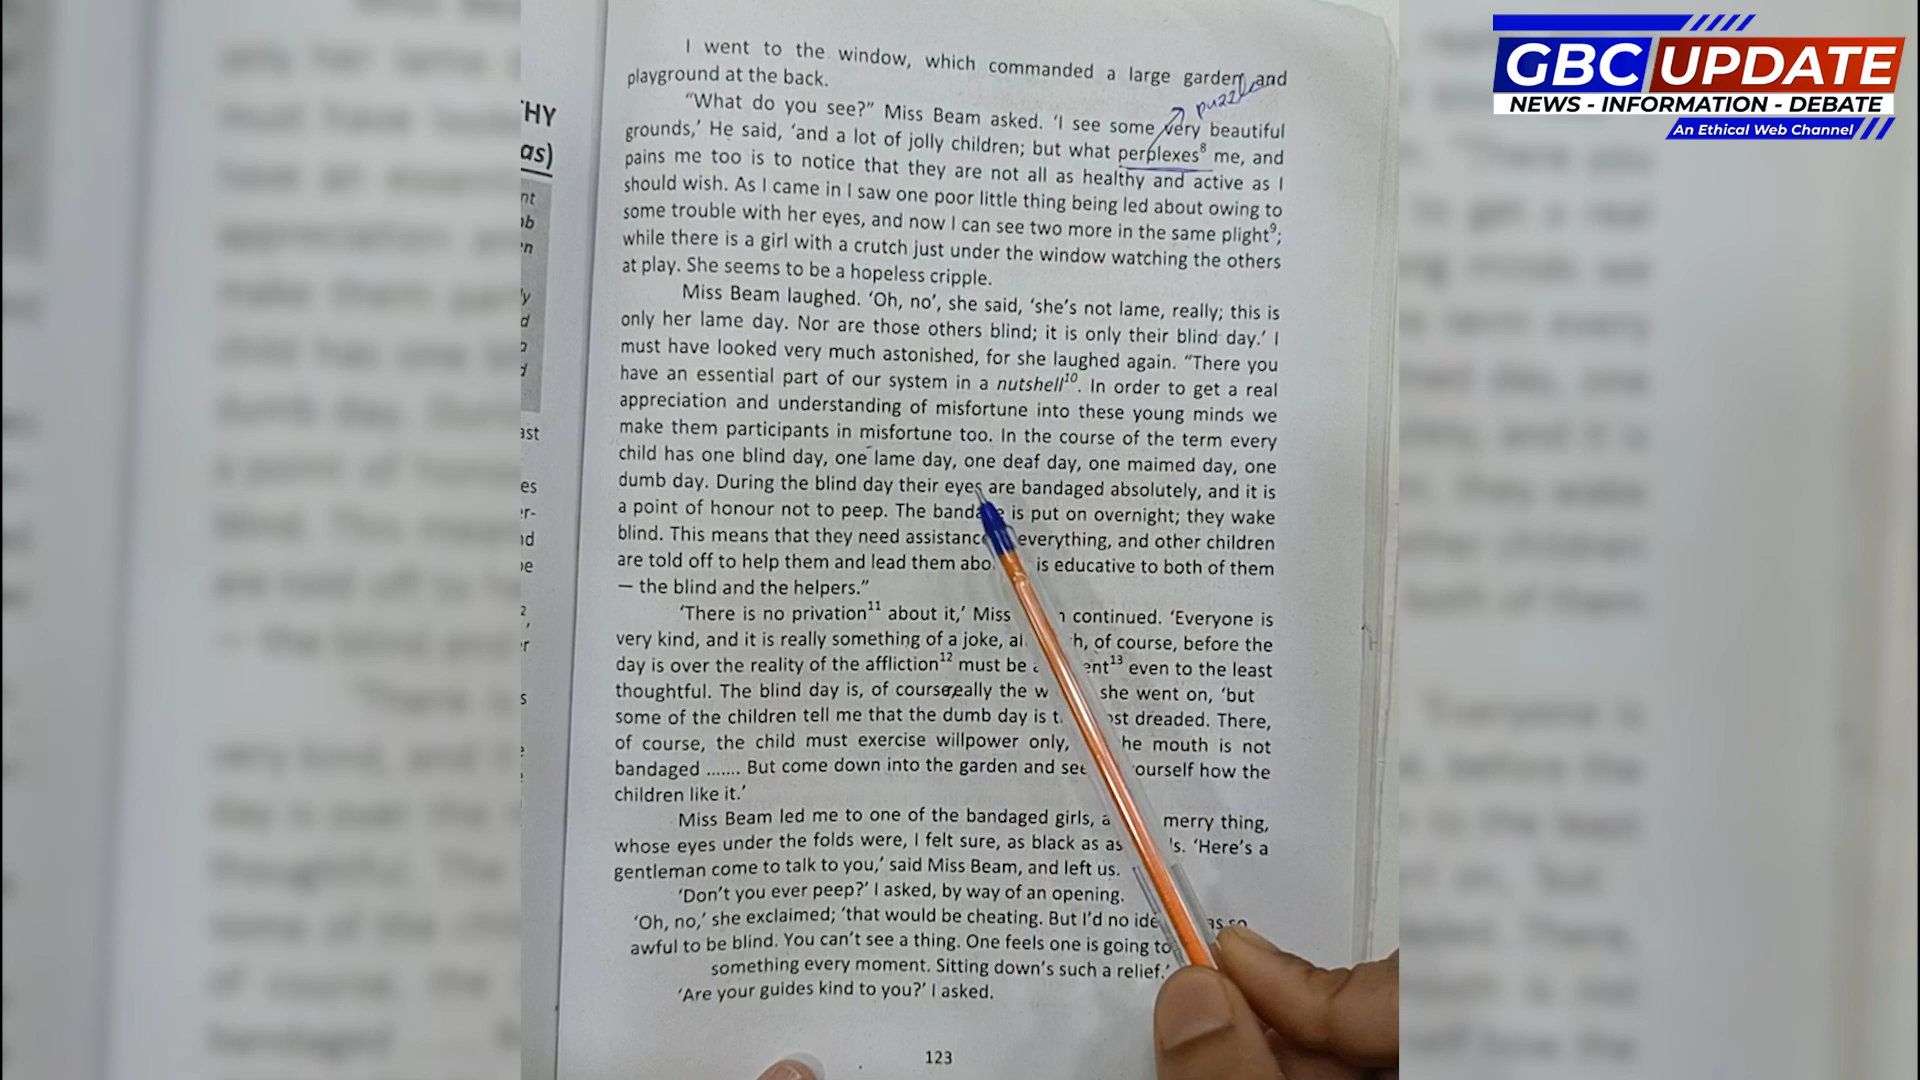 GBC UPDATE
NEWS - INFORMATION - DEBATE
An Ethical Web Channel
HY
as)
I went to the window, which commanded a large garden and
playground at the back.
puzzle
“What do you see?” Miss Beam asked. ‘I see some very beautiful
grounds,’ He said, ‘and a lot of jolly children; but what perplexes8 me, and
pains me too is to notice that they are not all as healthy and active as I
should wish. As I came in I saw one poor little thing being led about owing to
some trouble with her eyes, and now I can see two more in the same plight9;
while there is a girl with a crutch just under the window watching the others
at play. She seems to be a hopeless cripple.
Miss Beam laughed. ‘Oh, no’, she said, ‘she’s not lame, really; this is
only her lame day. Nor are those others blind; it is only their blind day.’ I
must have looked very much astonished, for she laughed again. “There you
have an essential part of our system in a nutshell10. In order to get a real
appreciation and understanding of misfortune into these young minds we
make them participants in misfortune too. In the course of the term every
child has one blind day, one lame day, one deaf day, one maimed day, one
dumb day. During the blind day their eyes are bandaged absolutely, and it is
a point of honour not to peep. The is put on overnight; they wake
blind. This means that they need everything, and other children
are told off to help them and lead them is educative to both of them
— the blind and the helpers.”
‘There is no privation11 about it,’ Miss continued. ‘Everyone is
very kind, and it is really something of a joke, of course, before the
day is over the reality of the affliction12 must be even to the least
thoughtful. The blind day is, of course,really the she went on, ‘but
some of the children tell me that the dumb day is dreaded. There,
of course, the child must exercise willpower only, mouth is not
bandaged ....... But come down into the garden and see how the
children like it.’
Miss Beam led me to one of the bandaged girls, merry thing,
whose eyes under the folds were, I felt sure, as black as ‘Here’s a
gentleman come to talk to you,’ said Miss Beam, and left us.
‘Don’t you ever peep?’ I asked, by way of an opening.
‘Oh, no,’ she exclaimed; ‘that would be cheating. But I’d no so
awful to be blind. You can’t see a thing. One feels one is going to
something every moment. Sitting down’s such a relief.’
‘Are your guides kind to you?’ I asked.
123